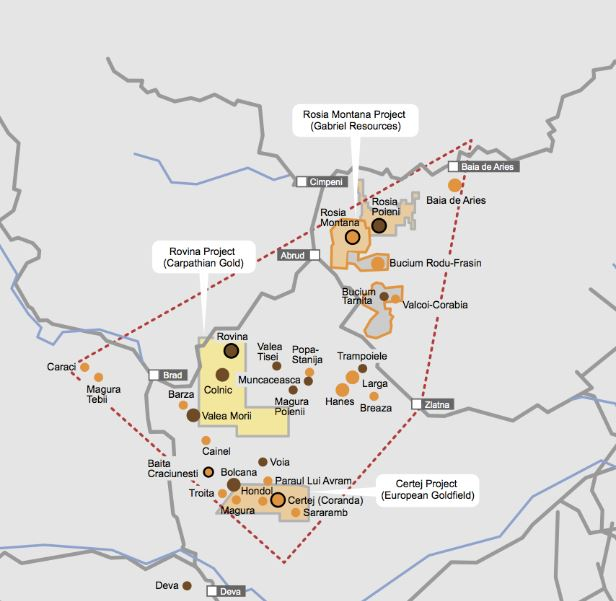 Rosia Montana Project
(Gabriel Resources)
Baia de Aries
Cimpeni
Baia de Aries
Rosia
Poieni
Rosia
Montana
Rovina Project
(Carpathian Gold)
Abrud
Bucium Rodu-Frasin
Bucium
Tarnita
Valcoi-Corabia
Rovina
Valea
Tisei
Popa-
Stanija
Trampoiele
Caraci
Brad
Colnic
Muncaceasca
Larga
Magura
Tebii
Barza
Magura
Poienii
Hanes
Breaza
Zlatna
Valea Morii
Cainel
Baita
Craciunesti
Voia
Bolcana
Paraul Lui Avram
Certej Project
(European Goldfield)
Troita
Hondol
Certej (Coranda)
Magura
Sararamb
Deva
Deva